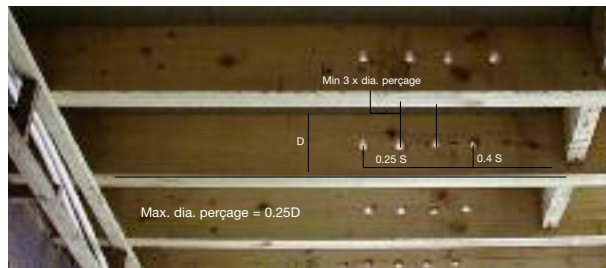 Min 3 x dia. perçage
D
0.25 S
0.4 S
Max. dia. perçage = 0.25D